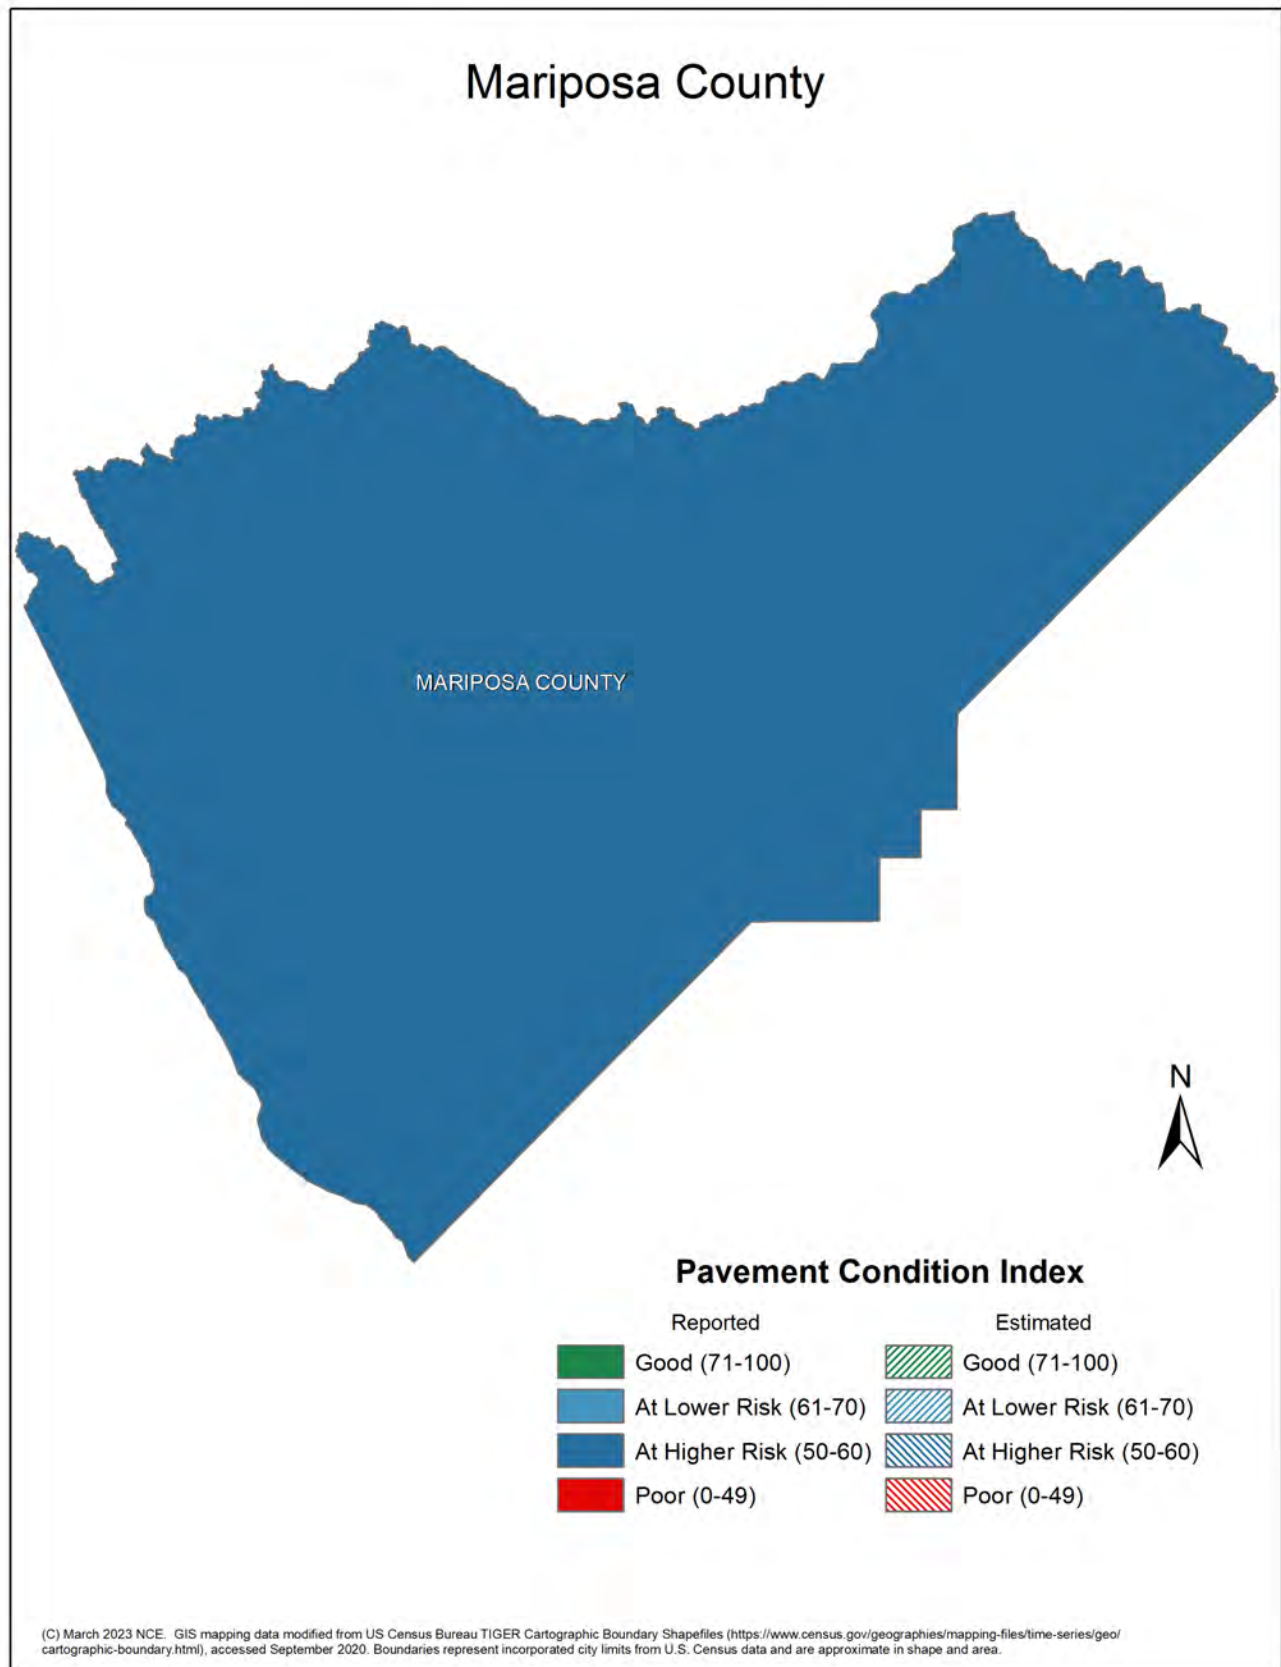 Mariposa County
MARIPOSA COUNTY
N
Pavement Condition Index
Reported
Estimated
Good (71-100)
Good (71-100)
At Lower Risk (61-70)
At Lower Risk (61-70)
At Higher Risk (50-60)
At Higher Risk (50-60)
Poor (0-49)
Poor (0-49)
(C) March 2023 NCE. GIS mapping data modified from US Census Bureau TIGER Cartographic Boundary Shapefiles (https://www.census.gov/geographies/mapping-files/time-series/geo/
cartographic-boundary.html), accessed September 2020. Boundaries represent incorporated city limits from U.S. Census data and are approximate in shape and area.